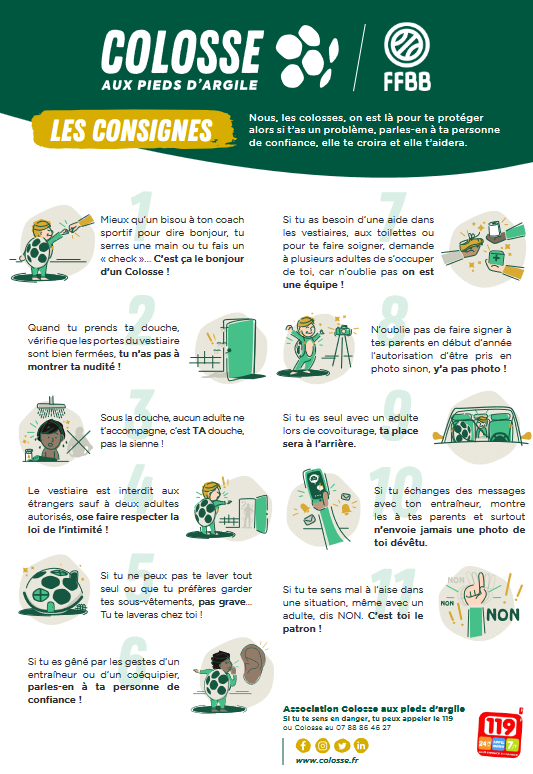 COLOSSE
AUX PIEDS D'ARGILE
FFBB
LES CONSIGNES
Nous, les colosses, on est là pour te protéger
alors si t'as un problème, parles-en à ta personne
de confiance, elle te croira et elle t'aidera.
1
Mieux qu'un bisou à ton coach
sportif pour dire bonjour, tu
serres une main ou tu fais un
« check »... C'est ça le bonjour
d'un Colosse !
2
Quand tu prends ta douche,
vérifie que les portes du vestiaire
sont bien fermées, tu n'as pas à
montrer ta nudité !
3
Sous la douche, aucun adulte ne
t'accompagne, c'est TA douche,
pas la sienne !
4
Le vestiaire est interdit aux
étrangers sauf à deux adultes
autorisés, ose faire respecter la
loi de l'intimité !
5
Si tu ne peux pas te laver tout
seul ou que tu préfères garder
tes sous-vêtements, pas grave...
Tu te laveras chez toi !
6
Si tu es gêné par les gestes d'un
entraîneur ou d'un coéquipier,
parles-en à ta personne de
confiance !
7
Si tu as besoin d'une aide dans
les vestiaires, aux toilettes ou
pour te faire soigner, demande
à plusieurs adultes de s'occuper
de toi, car n'oublie pas on est
une équipe !
8
N'oublie pas de faire signer à
tes parents en début d'année
l'autorisation d'être pris en
photo sinon, y'a pas photo !
9
Si tu es seul avec un adulte
lors de covoiturage, ta place
sera à l'arrière.
10
Si tu échanges des messages
avec ton entraîneur, montre
les à tes parents et surtout
n'envoie jamais une photo de
toi dévêtu.
11
Si tu te sens mal à l'aise dans
une situation, même avec un
adulte, dis NON. C'est toi le
patron !
NON
NON
NON
Association Colosse aux pieds d'argile
Si tu te sens en danger, tu peux appeler le 119
ou Colosse au 07 88 86 46 27
www.colosse.fr
119